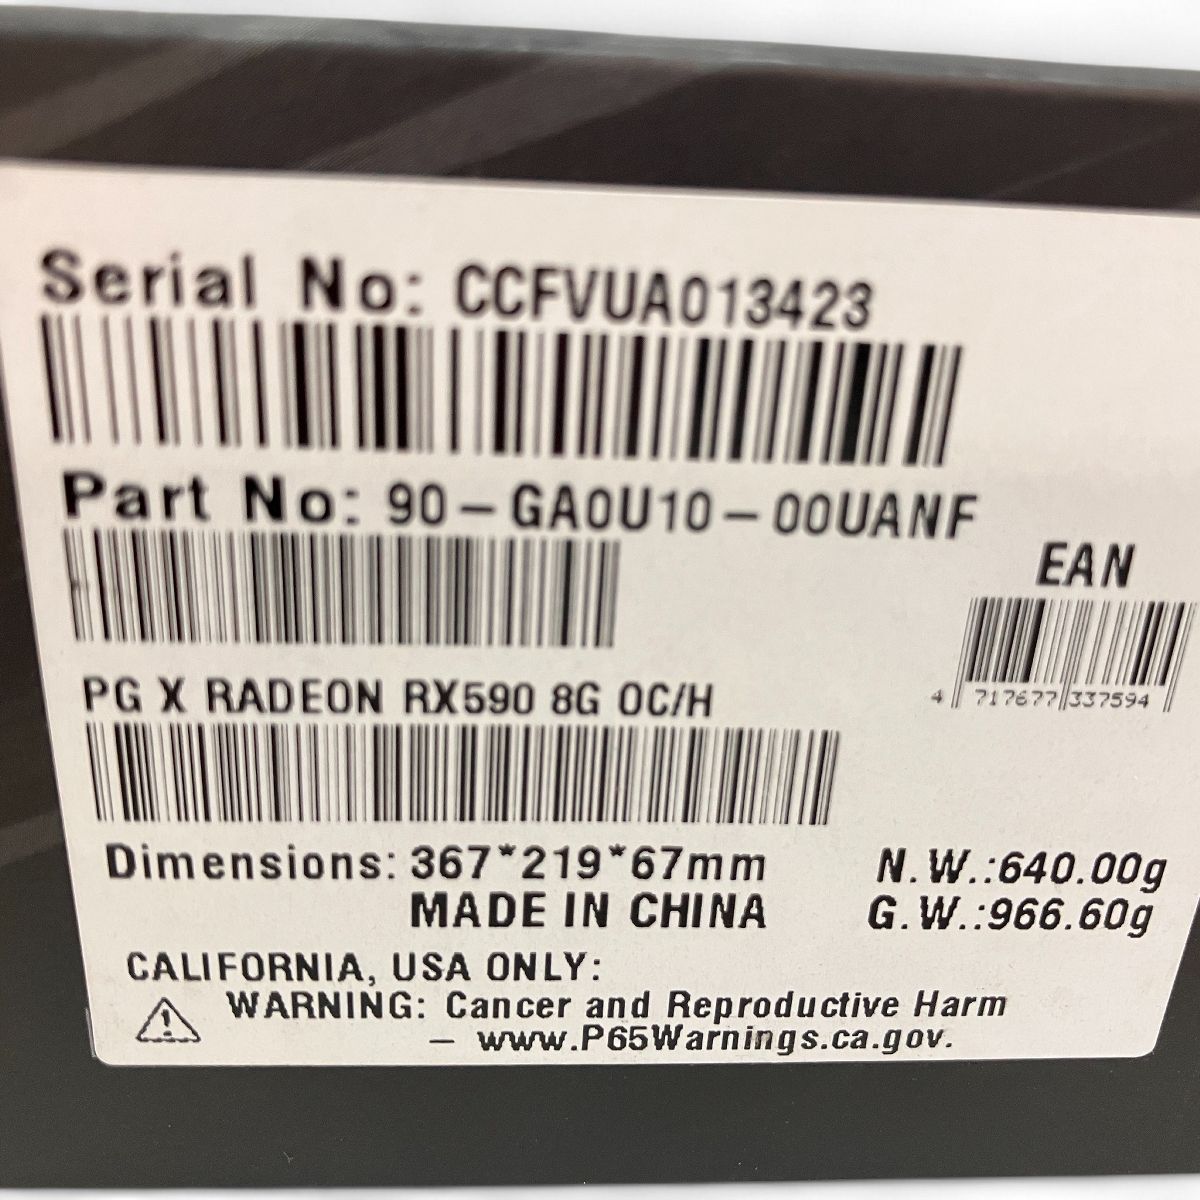 Serial No: CCFVUA013423
Part No: 90-GA0U10-00UANF
EAN
4 717677 337594
PG X RADEON RX590 8G OC/H
Dimensions: 367*219*67mm
N.W.:640.00g
MADE IN CHINA
G.W.:966.60g
CALIFORNIA, USA ONLY:
WARNING: Cancer and Reproductive Harm
- www.P65Warnings.ca.gov.